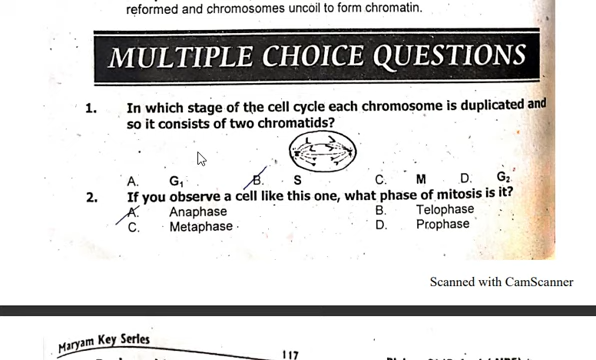 reformed and chromosomes uncoil to form chromatin.
MULTIPLE CHOICE QUESTIONS
1. In which stage of the cell cycle each chromosome is duplicated and
so it consists of two chromatids?
A. G₁ B. S C. M D. G₂
2. If you observe a cell like this one, what phase of mitosis is it?
A. Anaphase B. Telophase
C. Metaphase D. Prophase
Scanned with CamScanner
Maryam Key Series
117